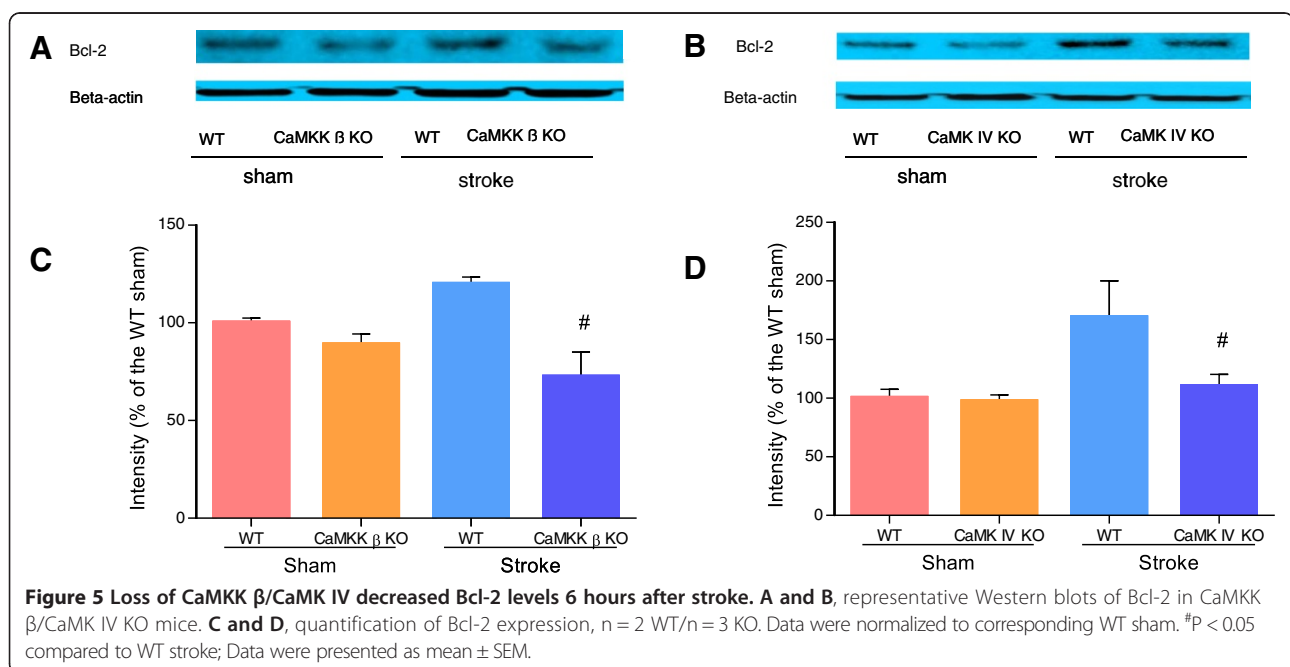 A
Bcl-2
Beta-actin
WT CaMKK ß KO WT CaMKK ß KO
sham stroke
B
Bcl-2
Beta-actin
WT CaMK IV KO WT CaMK IV KO
sham stroke
C
Intensity (% of the WT sham)
150
100
50
0
#
WT CaMKK β KO WT CaMKK β KO
Sham Stroke
D
Intensity (% of the WT sham)
250
200
150
100
50
0
#
WT CaMK IV KO WT CaMK IV KO
Sham Stroke
Figure 5 Loss of CaMKK β/CaMK IV decreased Bcl-2 levels 6 hours after stroke. A and B, representative Western blots of Bcl-2 in CaMKK
β/CaMK IV KO mice. C and D, quantification of Bcl-2 expression, n = 2 WT/n = 3 KO. Data were normalized to corresponding WT sham. #P < 0.05
compared to WT stroke; Data were presented as mean ± SEM.